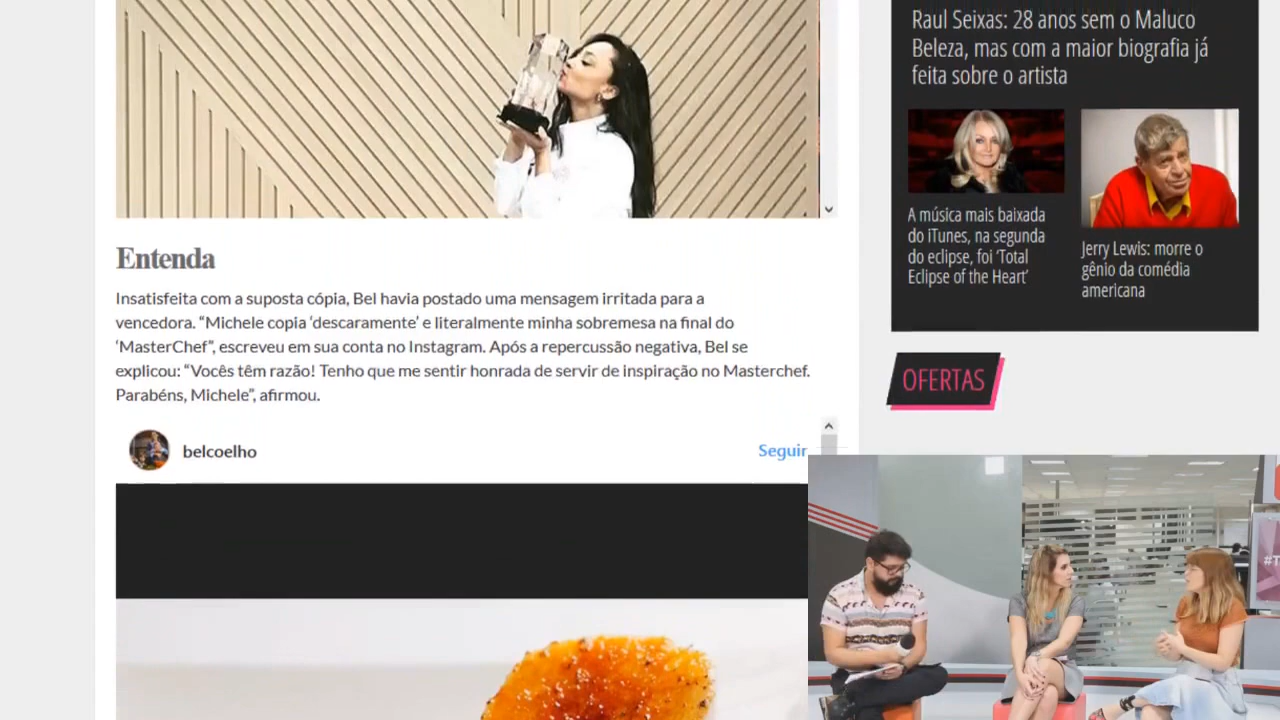 Entenda
Insatisfeita com a suposta cópia, Bel havia postado uma mensagem irritada para a
vencedora. “Michele copia ‘descaramente’ e literalmente minha sobremesa na final do
‘MasterChef”, escreveu em sua conta no Instagram. Após a repercussão negativa, Bel se
explicou: “Vocês têm razão! Tenho que me sentir honrada de servir de inspiração no Masterchef.
Parabéns, Michele”, afirmou.
belcoelho
Seguir
Raul Seixas: 28 anos sem o Maluco
Beleza, mas com a maior biografia já
feita sobre o artista
A música mais baixada
do iTunes, na segunda
do eclipse, foi ‘Total
Eclipse of the Heart’
Jerry Lewis: morre o
gênio da comédia
americana
OFERTAS